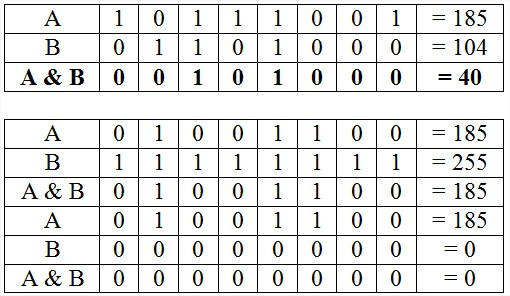 A 1 0 1 1 1 0 0 1 = 185
B 0 1 1 0 1 0 0 0 = 104
A & B 0 0 1 0 1 0 0 0 = 40
A 0 1 0 0 1 1 0 0 = 185
B 1 1 1 1 1 1 1 1 = 255
A & B 0 1 0 0 1 1 0 0 = 185
A 0 1 0 0 1 1 0 0 = 185
B 0 0 0 0 0 0 0 0 = 0
A & B 0 0 0 0 0 0 0 0 = 0